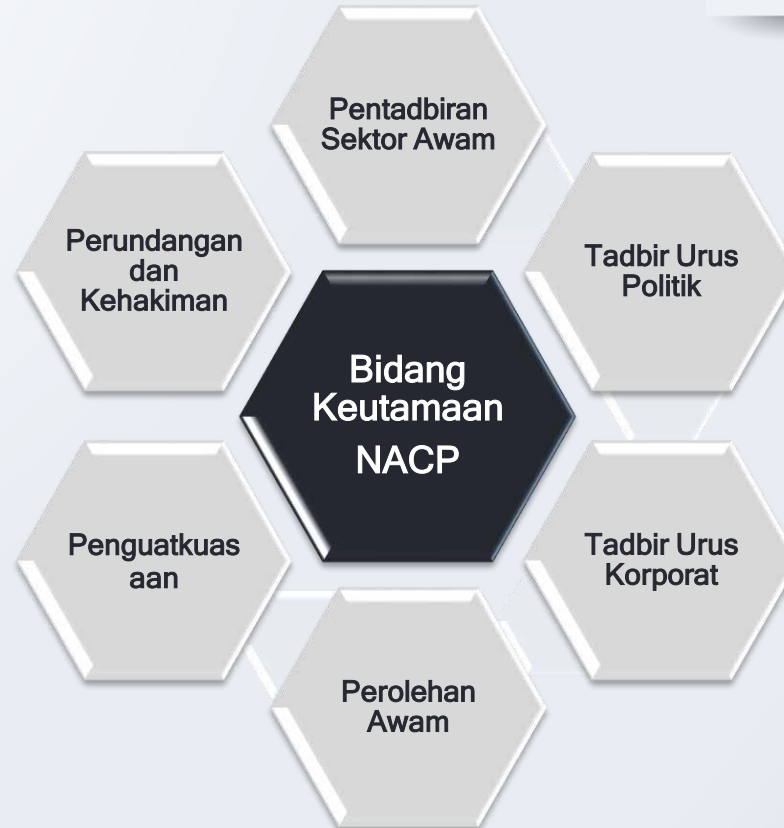 Pentadbiran
Sektor Awam
Perundangan
dan
Kehakiman
Tadbir Urus
Politik
Bidang
Keutamaan
NACP
Penguatkuas
aan
Tadbir Urus
Korporat
Perolehan
Awam